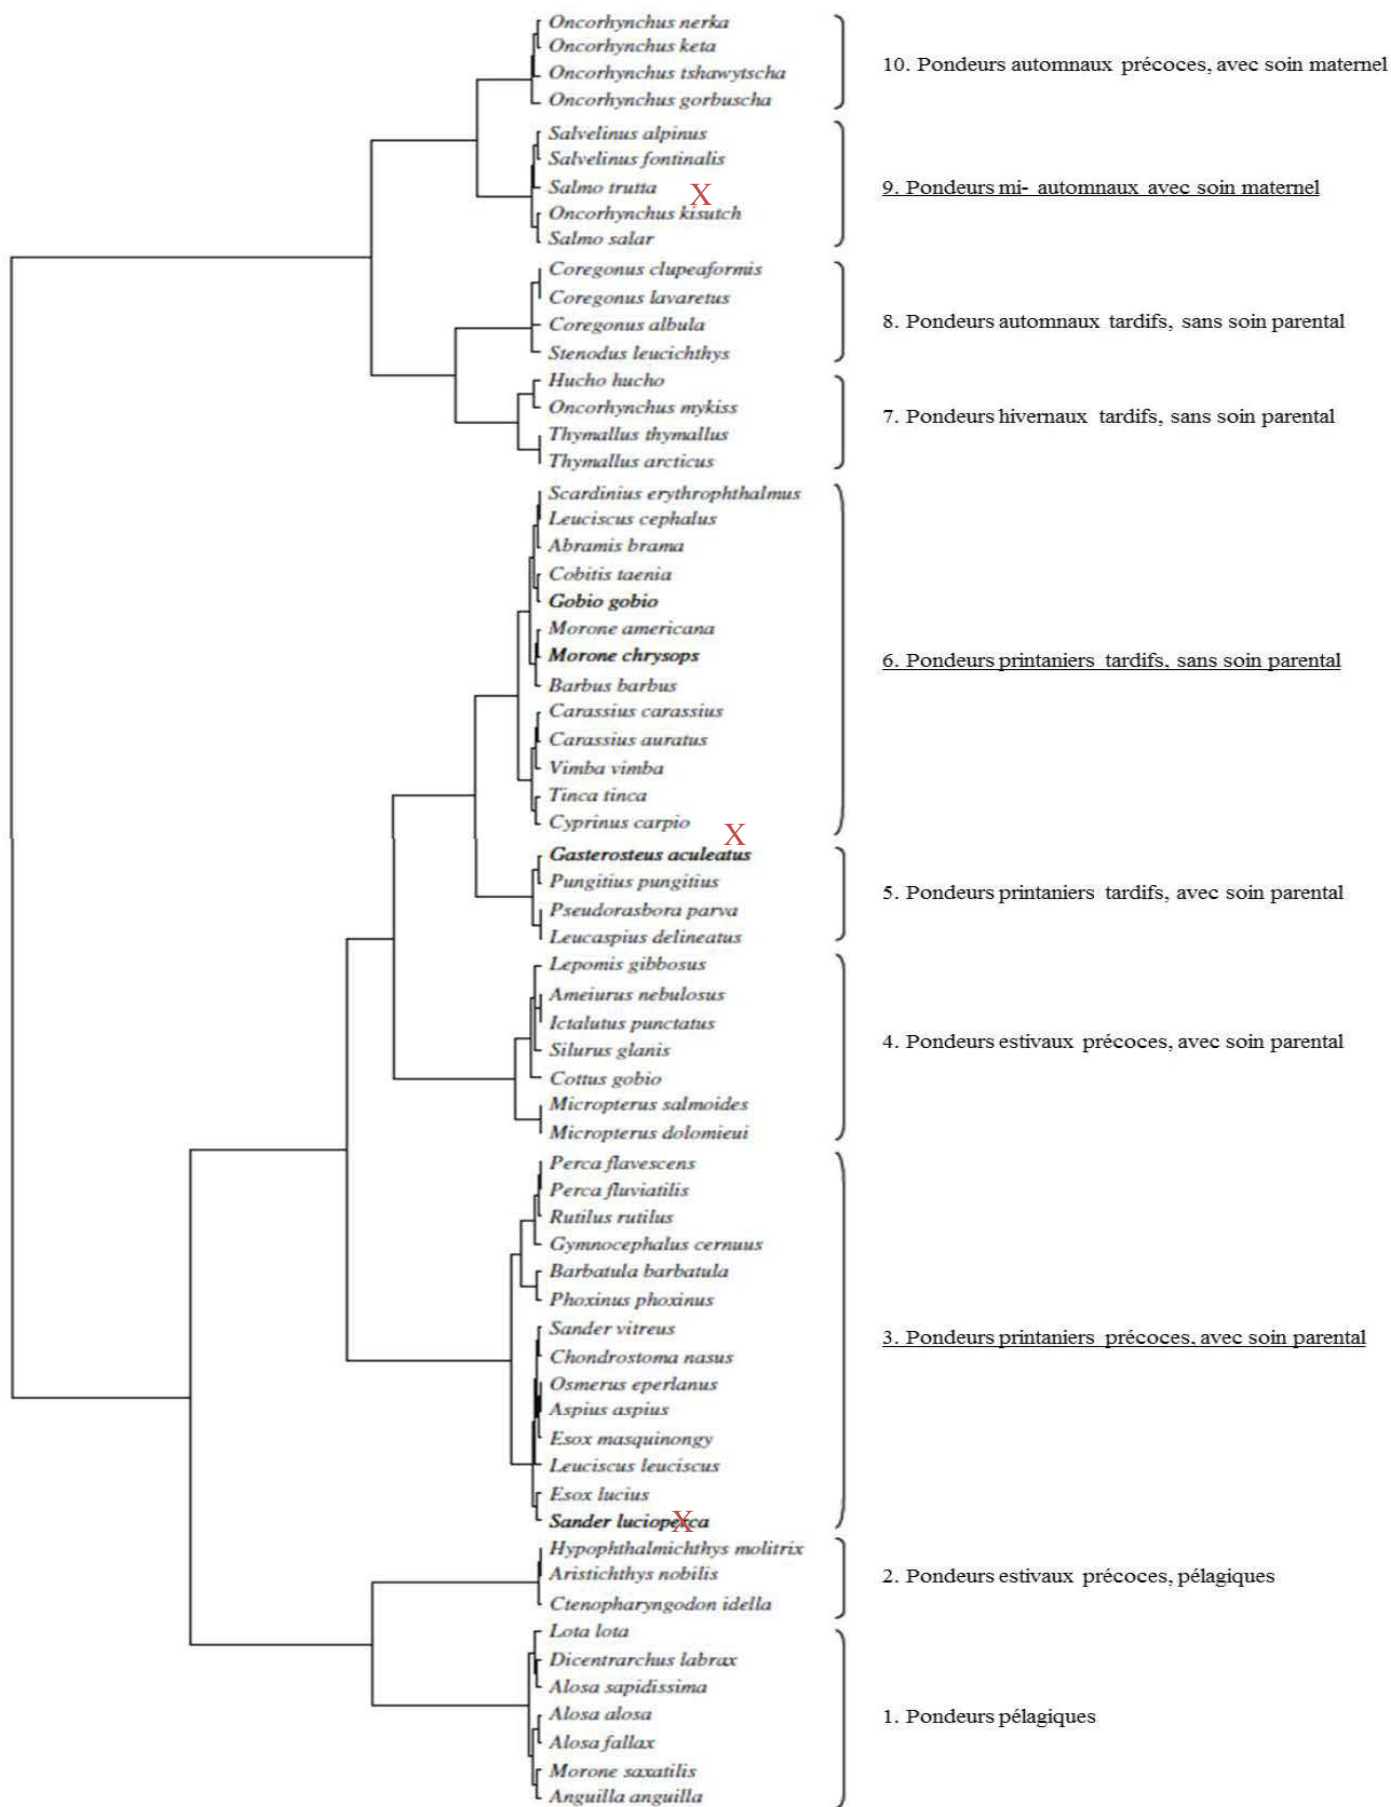 Oncorhynchus nerka
Oncorhynchus keta
Oncorhynchus tshawytscha
Oncorhynchus gorbuscha
10. Pondeurs automnaux précoces, avec soin maternel
Salvelinus alpinus
Salvelinus fontinalis
Salmo trutta X
Oncorhynchus kisutch
Salmo salar
9. Pondeurs mi- automnaux avec soin maternel
Coregonus clupeaformis
Coregonus lavaretus
Coregonus albula
Stenodus leucichthys
8. Pondeurs automnaux tardifs, sans soin parental
Hucho hucho
Oncorhynchus mykiss
Thymallus thymallus
Thymallus arcticus
7. Pondeurs hivernaux tardifs, sans soin parental
Scardinius erythrophthalmus
Leuciscus cephalus
Abramis brama
Cobitis taenia
Gobio gobio
Morone americana
Morone chrysops
Barbus barbus
Carassius carassius
Carassius auratus
Vimba vimba
Tinca tinca
Cyprinus carpio
X
6. Pondeurs printaniers tardifs, sans soin parental
Gasterosteus aculeatus
Pungitius pungitius
Pseudorasbora parva
Leucaspius delineatus
5. Pondeurs printaniers tardifs, avec soin parental
Lepomis gibbosus
Ameiurus nebulosus
Ictalutus punctatus
Silurus glanis
Cottus gobio
Micropterus salmoides
Micropterus dolomieui
4. Pondeurs estivaux précoces, avec soin parental
Perca flavescens
Perca fluviatilis
Rutilus rutilus
Gymnocephalus cernuus
Barbatula barbatula
Phoxinus phoxinus
Sander vitreus
Chondrostoma nasus
Osmerus eperlanus
Aspius aspius
Esox masquinongy
Leuciscus leuciscus
Esox lucius
Sander lucioperca X
3. Pondeurs printaniers précoces, avec soin parental
Hypophthalmichthys molitrix
Aristichthys nobilis
Ctenopharyngodon idella
2. Pondeurs estivaux précoces, pélagiques
Lota lota
Dicentrarchus labrax
Alosa sapidissima
Alosa alosa
Alosa fallax
Morone saxatilis
Anguilla anguilla
1. Pondeurs pélagiques